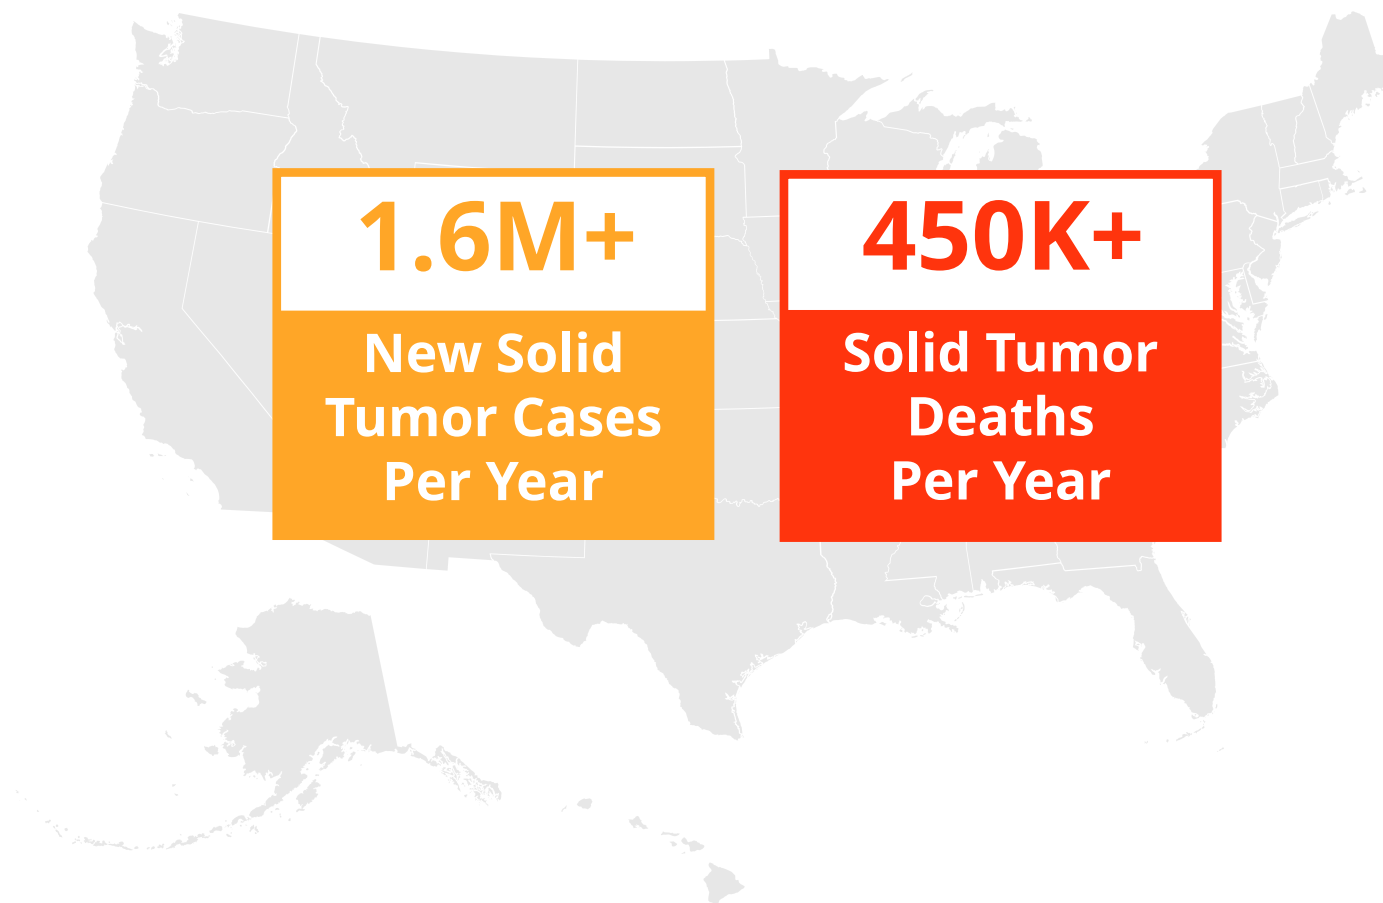 1.6M+
New Solid
Tumor Cases
Per Year
450K+
Solid Tumor
Deaths
Per Year